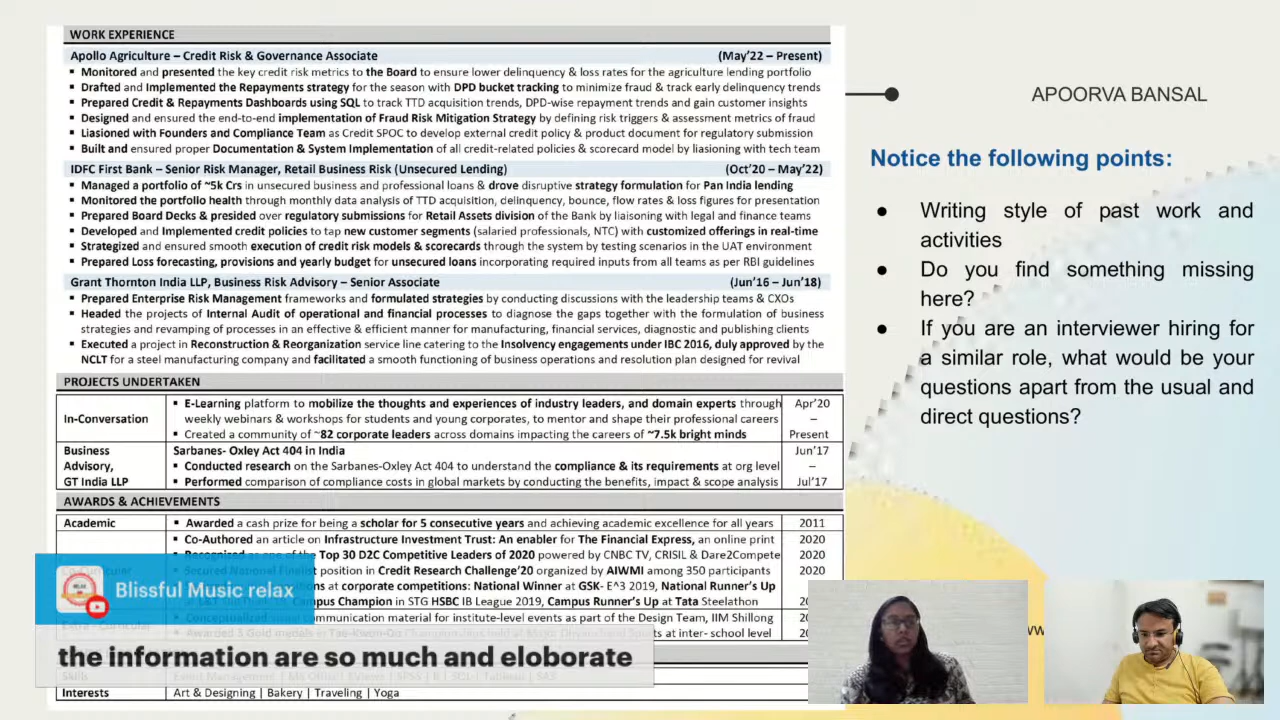 WORK EXPERIENCE
Apollo Agriculture – Credit Risk & Governance Associate (May'22 – Present)
▪ Monitored and presented the key credit risk metrics to the Board to ensure lower delinquency & loss rates for the agriculture lending portfolio
▪ Drafted and Implemented the Repayments strategy for the season with DPD bucket tracking to minimize fraud & track early delinquency trends
▪ Prepared Credit & Repayments Dashboards using SQL to track TTD acquisition trends, DPD-wise repayment trends and gain customer insights
▪ Designed and ensured the end-to-end implementation of Fraud Risk Mitigation Strategy by defining risk triggers & assessment metrics of fraud
▪ Liasioned with Founders and Compliance Team as Credit SPOC to develop external credit policy & product document for regulatory submission
▪ Built and ensured proper Documentation & System Implementation of all credit-related policies & scorecard model by liasioning with tech team
IDFC First Bank – Senior Risk Manager, Retail Business Risk (Unsecured Lending) (Oct'20 – May'22)
▪ Managed a portfolio of ~5k Crs in unsecured business and professional loans & drove disruptive strategy formulation for Pan India lending
▪ Monitored the portfolio health through monthly data analysis of TTD acquisition, delinquency, bounce, flow rates & loss figures for presentation
▪ Prepared Board Decks & presided over regulatory submissions for Retail Assets division of the Bank by liaisoning with legal and finance teams
▪ Developed and Implemented credit policies to tap new customer segments (salaried professionals, NTC) with customized offerings in real-time
▪ Strategized and ensured smooth execution of credit risk models & scorecards through the system by testing scenarios in the UAT environment
▪ Prepared Loss forecasting, provisions and yearly budget for unsecured loans incorporating required inputs from all teams as per RBI guidelines
Grant Thornton India LLP, Business Risk Advisory – Senior Associate (Jun'16 – Jun'18)
▪ Prepared Enterprise Risk Management frameworks and formulated strategies by conducting discussions with the leadership teams & CXOs
▪ Headed the projects of Internal Audit of operational and financial processes to diagnose the gaps together with the formulation of business
strategies and revamping of processes in an effective & efficient manner for manufacturing, financial services, diagnostic and publishing clients
▪ Executed a project in Reconstruction & Reorganization service line catering to the Insolvency engagements under IBC 2016, duly approved by the
NCLT for a steel manufacturing company and facilitated a smooth functioning of business operations and resolution plan designed for revival
PROJECTS UNDERTAKEN
▪ E-Learning platform to mobilize the thoughts and experiences of industry leaders, and domain experts through Apr'20
In-Conversation weekly webinars & workshops for students and young corporates, to mentor and shape their professional careers –
▪ Created a community of ~82 corporate leaders across domains impacting the careers of ~7.5k bright minds Present
Business Sarbanes- Oxley Act 404 in India Jun'17
Advisory, ▪ Conducted research on the Sarbanes-Oxley Act 404 to understand the compliance & its requirements at org level –
GT India LLP ▪ Performed comparison of compliance costs in global markets by conducting the benefits, impact & scope analysis Jul'17
AWARDS & ACHIEVEMENTS
Academic ▪ Awarded a cash prize for being a scholar for 5 consecutive years and achieving academic excellence for all years 2011
▪ Co-Authored an article on Infrastructure Investment Trust: An enabler for The Financial Express, an online print 2020
▪ Recognized as one of the Top 30 D2C Competitive Leaders of 2020 powered by CNBC TV, CRISIL & Dare2Compete 2020
position in Credit Research Challenge'20 organized by AIWMI among 350 participants 2020
at corporate competitions: National Winner at GSK- E^3 2019, National Runner's Up
Campus Champion in STG HSBC IB League 2019, Campus Runner's Up at Tata Steelathon
communication material for institute-level events as part of the Design Team, IIM Shillong
at inter- school level
Interests Art & Designing | Bakery | Traveling | Yoga
APOORVA BANSAL
Notice the following points:
● Writing style of past work and
activities
● Do you find something missing
here?
● If you are an interviewer hiring for
a similar role, what would be your
questions apart from the usual and
direct questions?
Blissful Music relax
the information are so much and eloborate